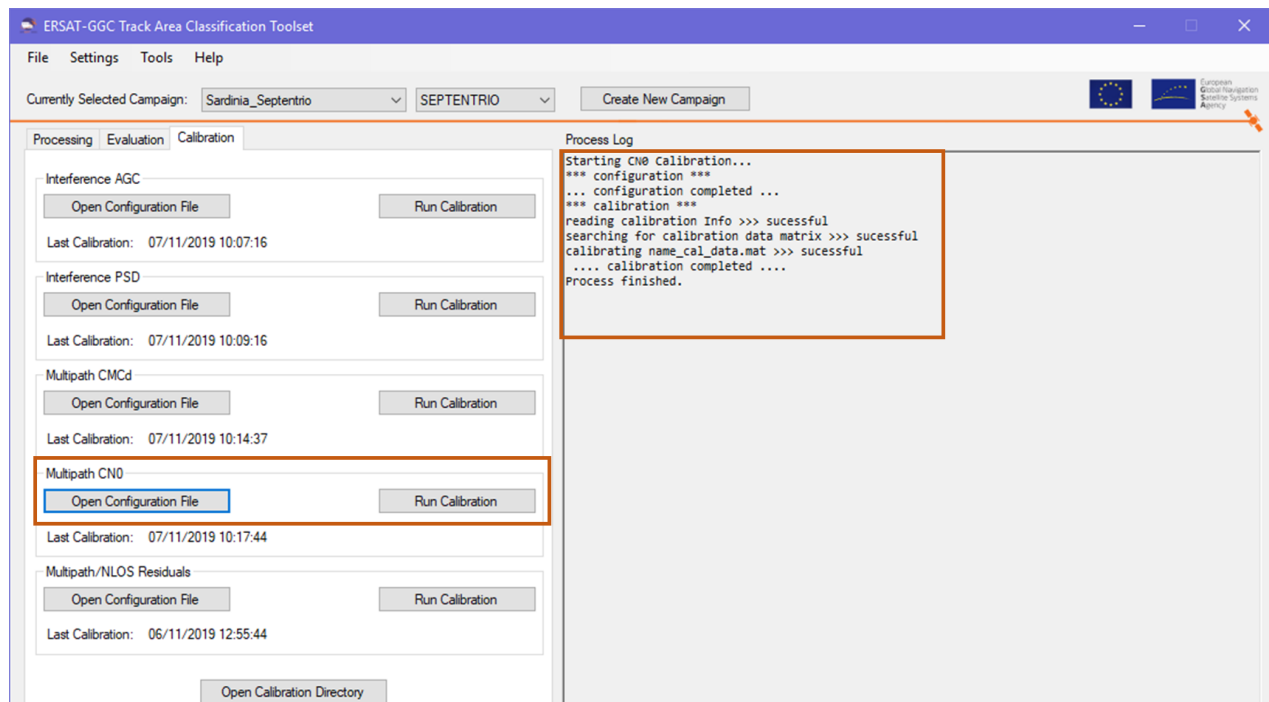 ERSAT-GGC Track Area Classification Toolset
File Settings Tools Help
Currently Selected Campaign: Sardinia_Septentrio SEPTENTRIO Create New Campaign
European
Global Navigation
Satellite Systems
Agency
Processing Evaluation Calibration
Interference AGC
Open Configuration File Run Calibration
Last Calibration: 07/11/2019 10:07:16
Interference PSD
Open Configuration File Run Calibration
Last Calibration: 07/11/2019 10:09:16
Multipath CMCd
Open Configuration File Run Calibration
Last Calibration: 07/11/2019 10:14:37
Multipath CN0
Open Configuration File Run Calibration
Last Calibration: 07/11/2019 10:17:44
Multipath/NLOS Residuals
Open Configuration File Run Calibration
Last Calibration: 06/11/2019 12:55:44
Open Calibration Directory
Process Log
Starting CN0 Calibration...
*** configuration ***
... configuration completed ...
*** calibration ***
reading calibration Info >>> sucessful
searching for calibration data matrix >>> sucessful
calibrating name_cal_data.mat >>> sucessful
.... calibration completed ....
Process finished.